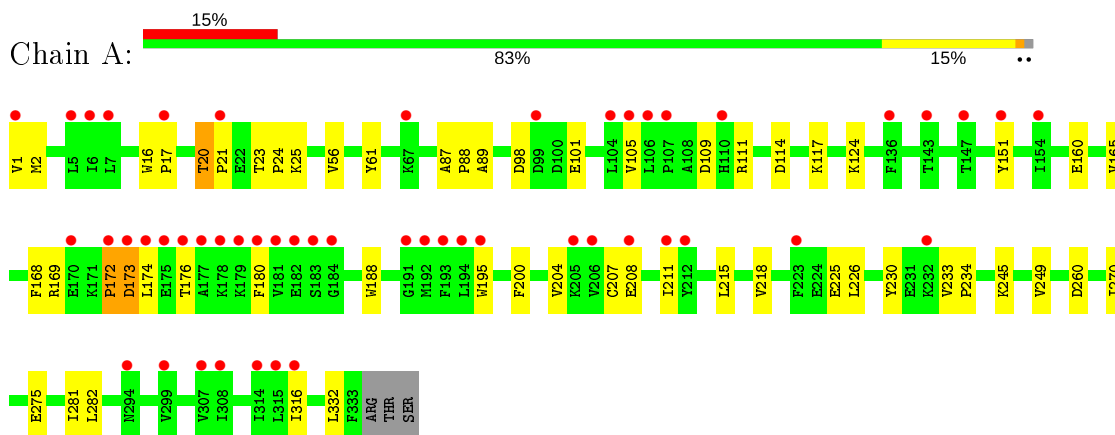 15%
Chain A:
83% 15% ••
V1 M2 L5 I6 L7 W16 P17 T20 P21 E22 T23 P24 K25 V56 Y61 K67 A87 P88 A89 D98 D99 D100 E101 L104 V105 L106 P107 A108 D109 H110 R111 D114 K117 K124 F136 T143 T147 Y151 I154 E160
F168 R169 E170 K171 P172 D173 L174 E175 T176 A177 K178 K179 F180 V181 E182 S183 G184 W188 G191 M192 E193 L194 W195 F200 V204 K205 V206 C207 E208 I211 Y212 L215 V218 F223 E224 E225 L226 Y230 E231 K232 V233 P234 K245 V249 D260
E275 I281 L282 N294 V299 V307 I308 I314 L315 I316 L332 F333 ARG THR SER